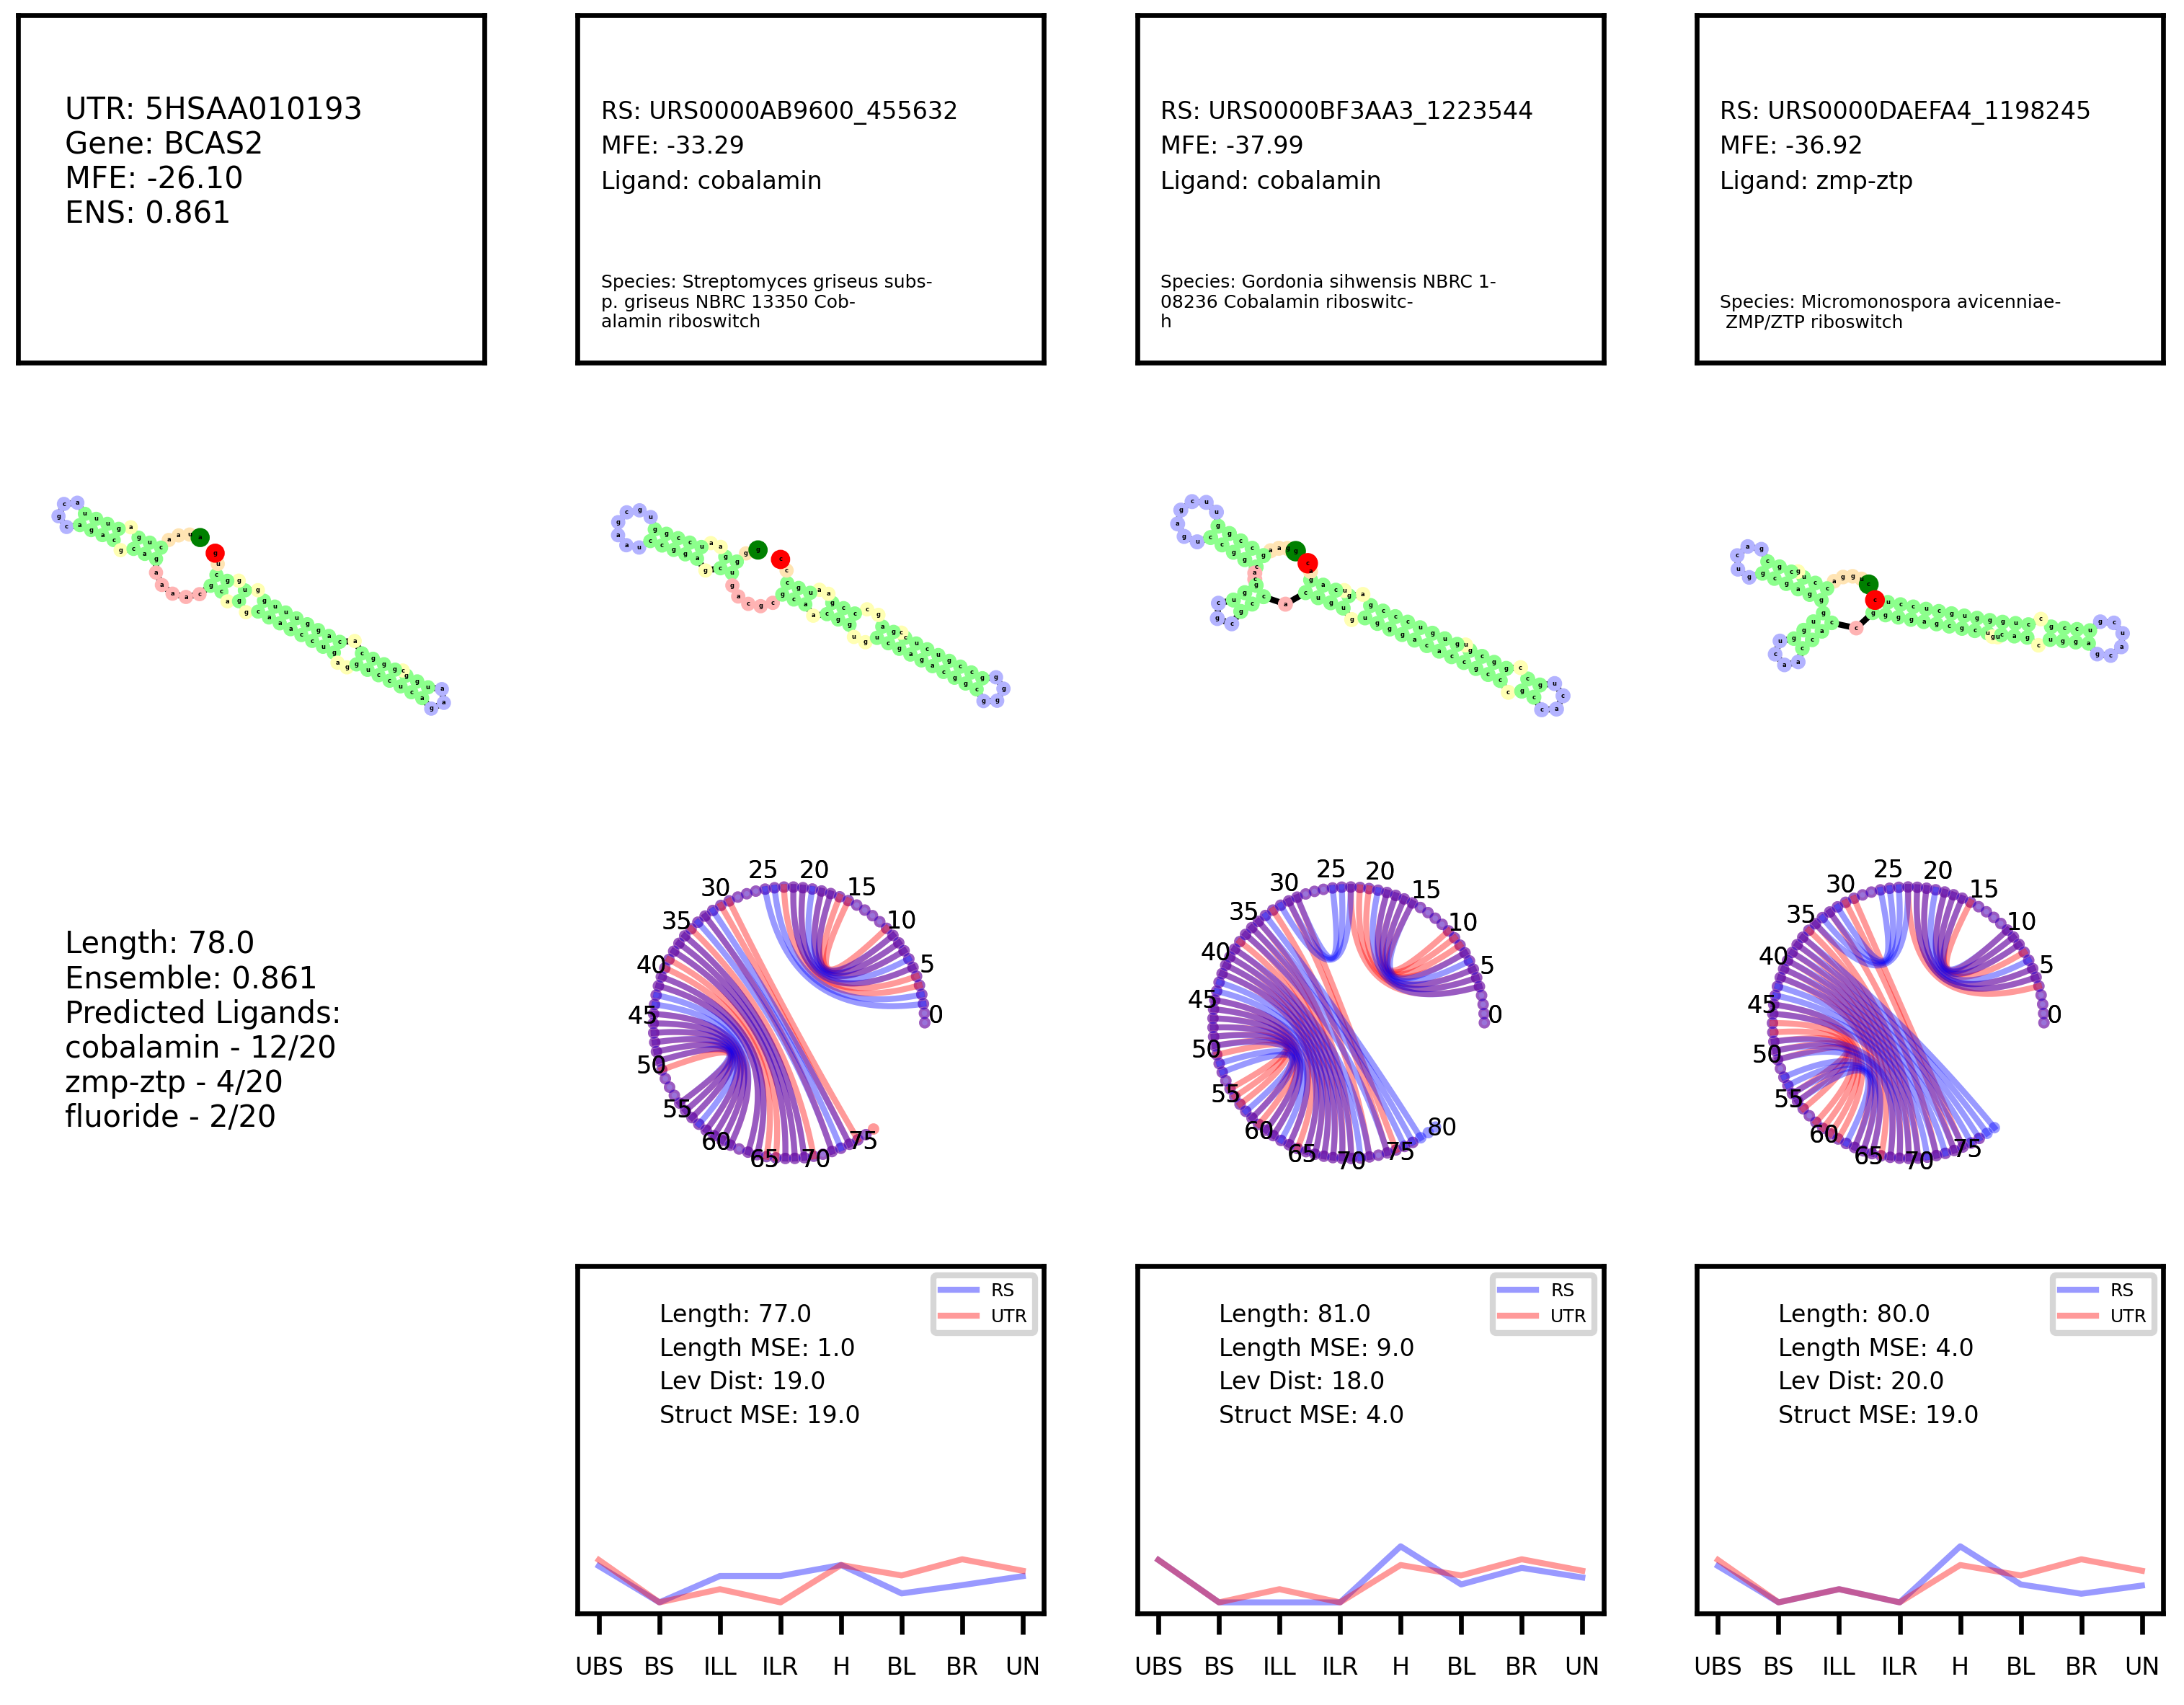 UTR: 5HSAA010193
Gene: BCAS2
MFE: -26.10
ENS: 0.861
RS: URS0000AB9600_455632
MFE: -33.29
Ligand: cobalamin
Species: Streptomyces griseus subs-
p. griseus NBRC 13350 Cob-
alamin riboswitch
RS: URS0000BF3AA3_1223544
MFE: -37.99
Ligand: cobalamin
Species: Gordonia sihwensis NBRC 1-
08236 Cobalamin riboswitc-
h
RS: URS0000DAEFA4_1198245
MFE: -36.92
Ligand: zmp-ztp
Species: Micromonospora avicenniae-
ZMP/ZTP riboswitch
Length: 78.0
Ensemble: 0.861
Predicted Ligands:
cobalamin - 12/20
zmp-ztp - 4/20
fluoride - 2/20
0
5
10
15
20
25
30
35
40
45
50
55
60
65
70
75
0
5
10
15
20
25
30
35
40
45
50
55
60
65
70
75
80
0
5
10
15
20
25
30
35
40
45
50
55
60
65
70
75
RS
UTR
Length: 77.0
Length MSE: 1.0
Lev Dist: 19.0
Struct MSE: 19.0
UBS BS ILL ILR H BL BR UN
RS
UTR
Length: 81.0
Length MSE: 9.0
Lev Dist: 18.0
Struct MSE: 4.0
UBS BS ILL ILR H BL BR UN
RS
UTR
Length: 80.0
Length MSE: 4.0
Lev Dist: 20.0
Struct MSE: 19.0
UBS BS ILL ILR H BL BR UN